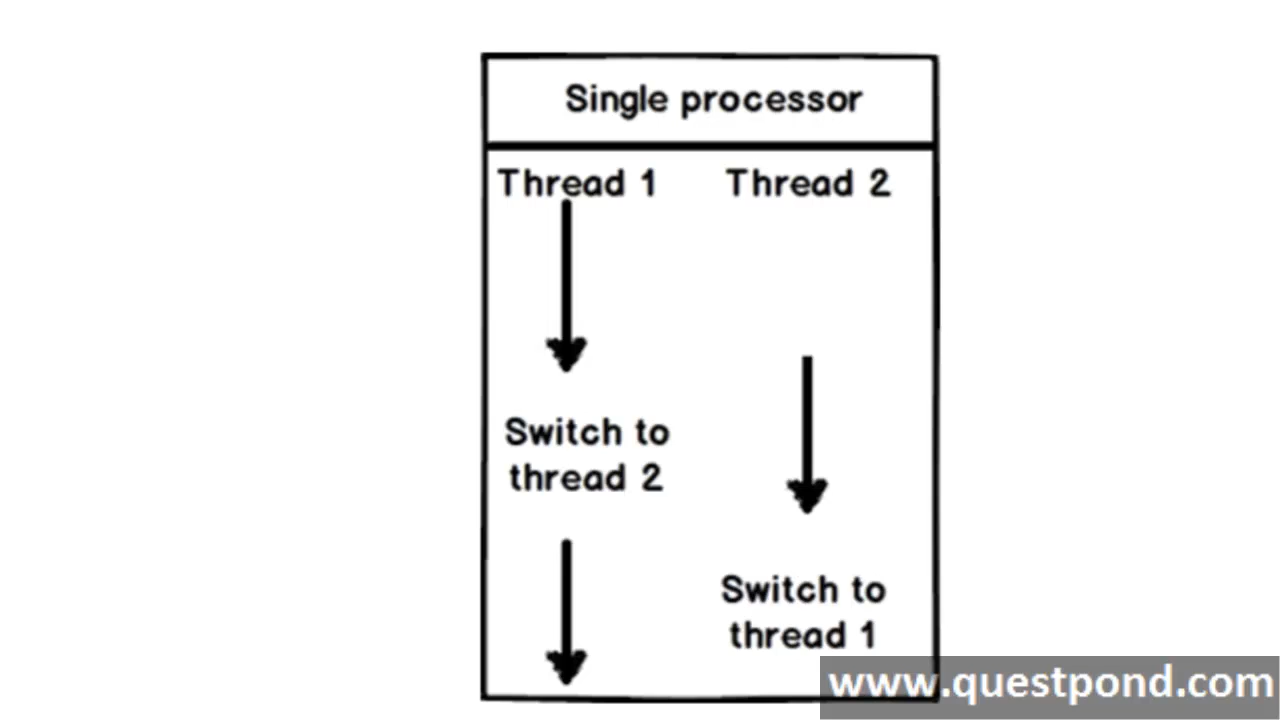 Single processor
Thread 1
Thread 2
Switch to
thread 2
Switch to
thread 1
www.questpond.com